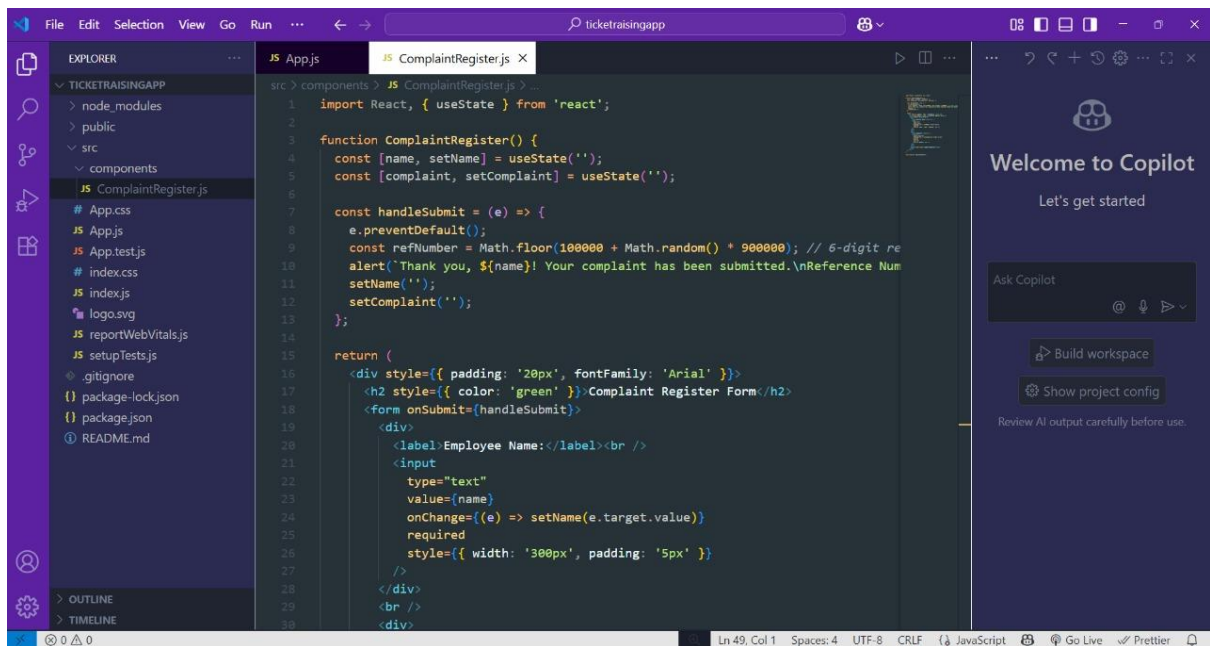 File Edit Selection View Go Run ··· ← → ticketraisingapp
EXPLORER ···
TICKETRAISINGAPP
node_modules
public
src
components
JS ComplaintRegister.js
# App.css
JS App.js
JS App.test.js
# index.css
JS index.js
logo.svg
JS reportWebVitals.js
JS setupTests.js
.gitignore
{} package-lock.json
{} package.json
README.md
OUTLINE
TIMELINE
JS App.js JS ComplaintRegister.js ×
src > components > JS ComplaintRegister.js > ...
1 import React, { useState } from 'react';
2
3 function ComplaintRegister() {
4 const [name, setName] = useState('');
5 const [complaint, setComplaint] = useState('');
6
7 const handleSubmit = (e) => {
8 e.preventDefault();
9 const refNumber = Math.floor(100000 + Math.random() * 900000); // 6-digit re
10 alert(`Thank you, ${name}! Your complaint has been submitted.\nReference Num
11 setName('');
12 setComplaint('');
13 };
14
15 return (
16 <div style={{ padding: '20px', fontFamily: 'Arial' }}>
17 <h2 style={{ color: 'green' }}>Complaint Register Form</h2>
18 <form onSubmit={handleSubmit}>
19 <div>
20 <label>Employee Name:</label><br />
21 <input
22 type="text"
23 value={name}
24 onChange={(e) => setName(e.target.value)}
25 required
26 style={{ width: '300px', padding: '5px' }}
27 />
28 </div>
29 <br />
30 <div>
Welcome to Copilot
Let's get started
Ask Copilot
@
Build workspace
Show project config
Review AI output carefully before use.
0 0 Ln 49, Col 1 Spaces: 4 UTF-8 CRLF {} JavaScript Go Live Prettier